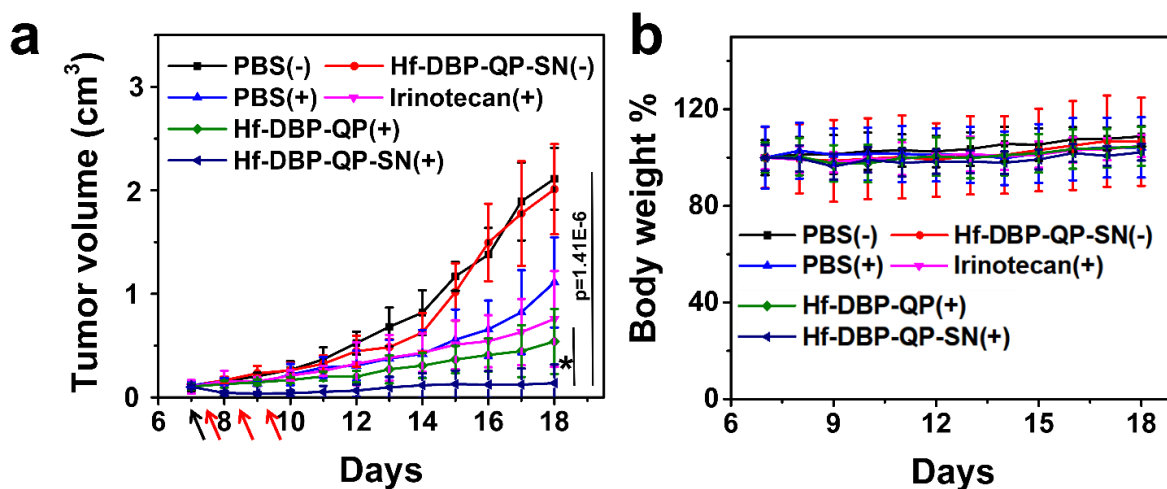 a
Tumor volume (cm³)
3
2
1
0
PBS(-) Hf-DBP-QP-SN(-)
PBS(+) Irinotecan(+)
Hf-DBP-QP(+)
Hf-DBP-QP-SN(+)
p=1.41E-6
*
6 8 10 12 14 16 18
Days
b
Body weight %
120
80
40
0
PBS(-) Hf-DBP-QP-SN(-)
PBS(+) Irinotecan(+)
Hf-DBP-QP(+)
Hf-DBP-QP-SN(+)
6 9 12 15 18
Days